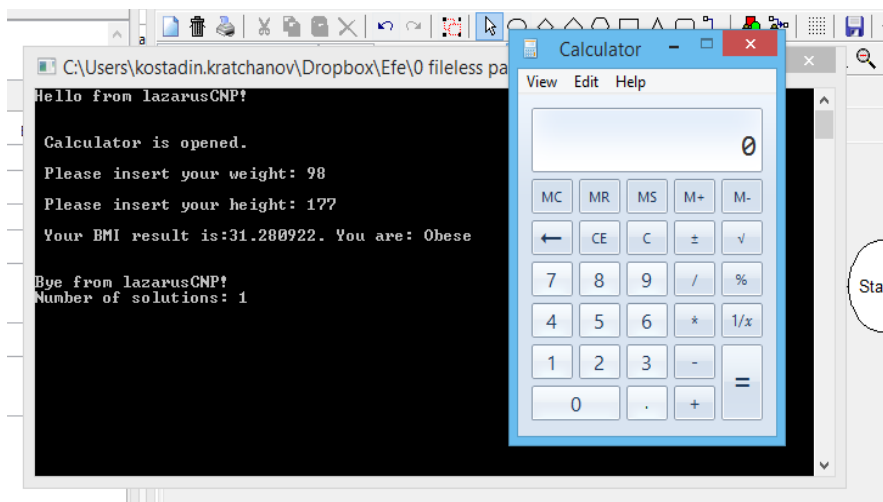 C:\Users\kostadin.kratchanov\Dropbox\Efe\0 fileless pa
Hello from lazarusCNP!
Calculator is opened.
Please insert your weight: 98
Please insert your height: 177
Your BMI result is:31.280922. You are: Obese
Bye from lazarusCNP!
Number of solutions: 1
Calculator
View Edit Help
0
MC MR MS M+ M-
← CE C ± √
7 8 9 / %
4 5 6 * 1/x
1 2 3 - =
0 . +
Sta